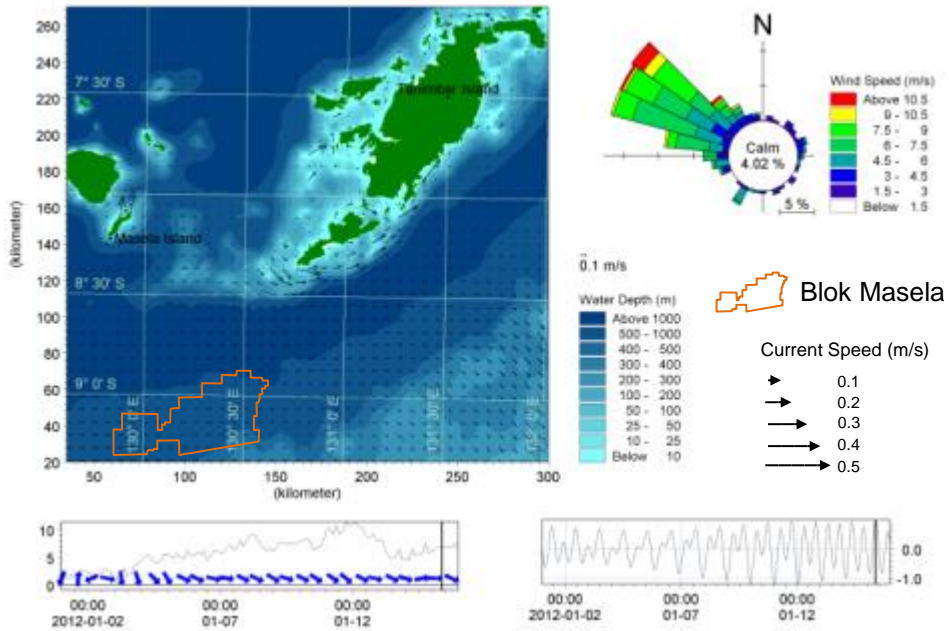 260
240
220
200
180
160
140
120
100
80
60
40
20
(kilometer)
7° 30' S
8° 30' S
9° 0' S
Tanimbar Island
Masela Island
130° 0' E
130° 30' E
131° 0' E
131° 30' E
132° 0' E
50 100 150 200 250 300
(kilometer)
N
Calm
4.02 %
5 %
Wind Speed (m/s)
Above 10.5
9 - 10.5
7.5 - 9
6 - 7.5
4.5 - 6
3 - 4.5
1.5 - 3
Below 1.5
0.1 m/s
Water Depth (m)
Above 1000
500 - 1000
400 - 500
300 - 400
200 - 300
100 - 200
50 - 100
25 - 50
10 - 25
Below 10
Blok Masela
Current Speed (m/s)
0.1
0.2
0.3
0.4
0.5
10
5
0
00:00 00:00 00:00
2012-01-02 01-07 01-12
0.0
-1.0
00:00 00:00 00:00
2012-01-02 01-07 01-12